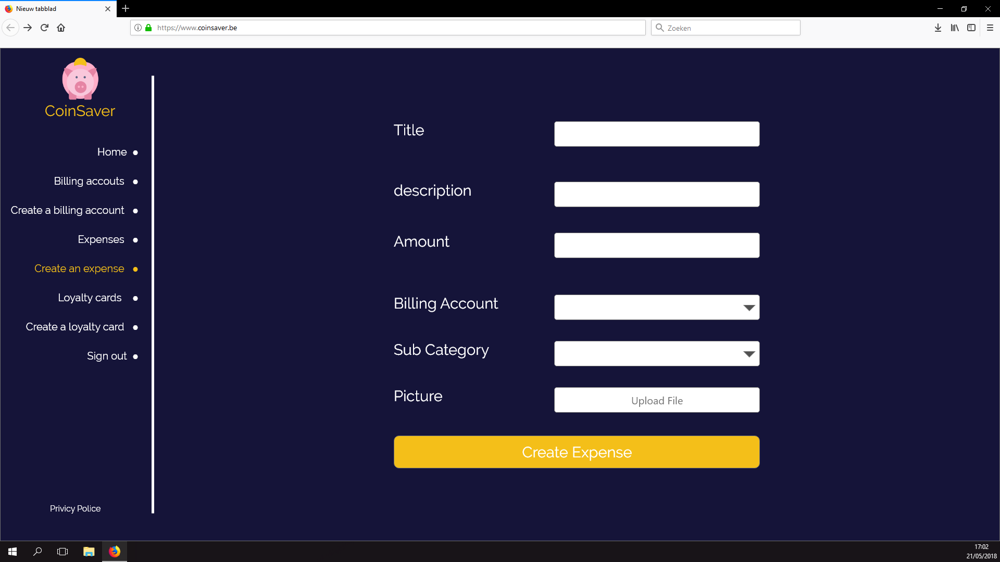 Nieuw tabblad
https://www.coinsaver.be
Zoeken
CoinSaver
Home
Billing accouts
Create a billing account
Expenses
Create an expense
Loyalty cards
Create a loyalty card
Sign out
Privicy Police
Title
description
Amount
Billing Account
Sub Category
Picture
Upload File
Create Expense
17:02
21/05/2018